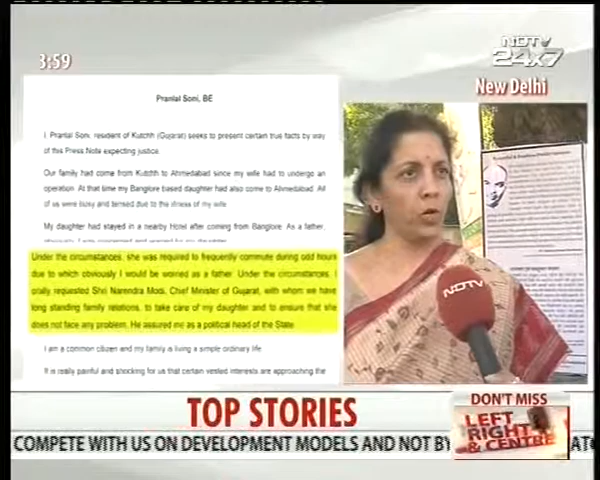 NDTV
24x7
3:59
New Delhi
Pranlal Soni, BE
I, Pranlal Soni, resident of Kutchh (Gujarat) seeks to present certain true facts by way
of this Press Note expecting justice.
Our family had come from Kutchh to Ahmedabad since my wife had to undergo an
operation. At that time my Banglore based daughter had also come to Ahmedabad. All
of us were busy and tensed due to the illness of my wife.
My daughter had stayed in a nearby Hotel after coming from Banglore. As a father,
obviously, I was concerned and worried for my daughter
Under the circumstances, she was required to frequently commute during odd hours
due to which obviously I would be worried as a father. Under the circumstances, I
orally requested Shri Narendra Modi, Chief Minister of Gujarat, with whom we have
long standing family relations, to take care of my daughter and to ensure that she
does not face any problem. He assured me as a political head of the State.
I am a common citizen and my family is living a simple ordinary life.
It is really painful and shocking for us that certain vested interests are approaching the
NDTV
TOP STORIES
DON'T MISS
LEFT
RIGHT
& CENTRE
COMPETE WITH US ON DEVELOPMENT MODELS AND NOT BY